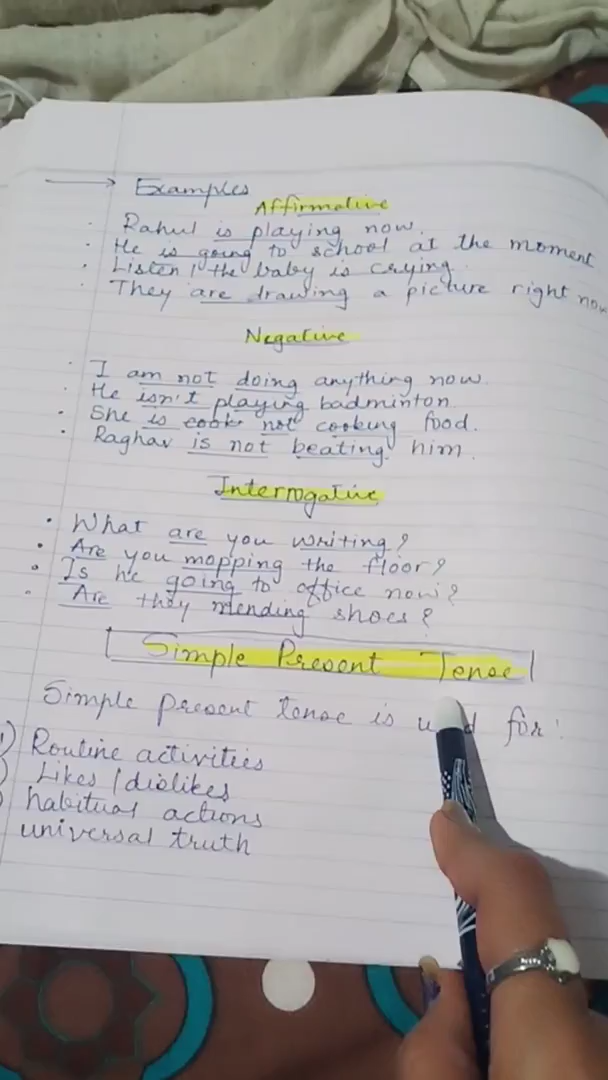 → Examples
Affirmative
· Rahul is playing now.
· He is going to school at the moment
· Listen! the baby is crying.
· They are drawing a picture right now
Negative
· I am not doing anything now.
· He isn't playing badminton.
· She is cook not cooking food.
· Raghav is not beating him.
Interrogative
• What are you writing?
• Are you mopping the floor?
• Is he going to office now?
• Are they mending shoes?
Simple Present Tense
Simple present tense is for:
Routine activities
Likes / dislikes
habitual actions
universal truth